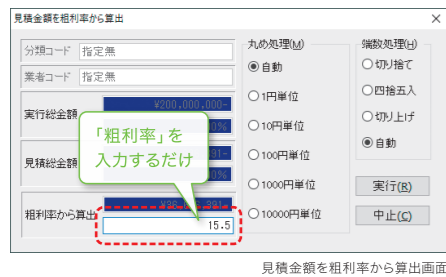 見積金額を粗利率から算出
分類コード 指定無
業者コード 指定無
実行総金額 ¥200,000,000-
見積総金額
粗利率から算出
15.5
「粗利率」を
入力するだけ
丸め処理(M)
自動
1円単位
10円単位
100円単位
1000円単位
10000円単位
端数処理(H)
切り捨て
四捨五入
切り上げ
自動
実行(R)
中止(C)
見積金額を粗利率から算出画面